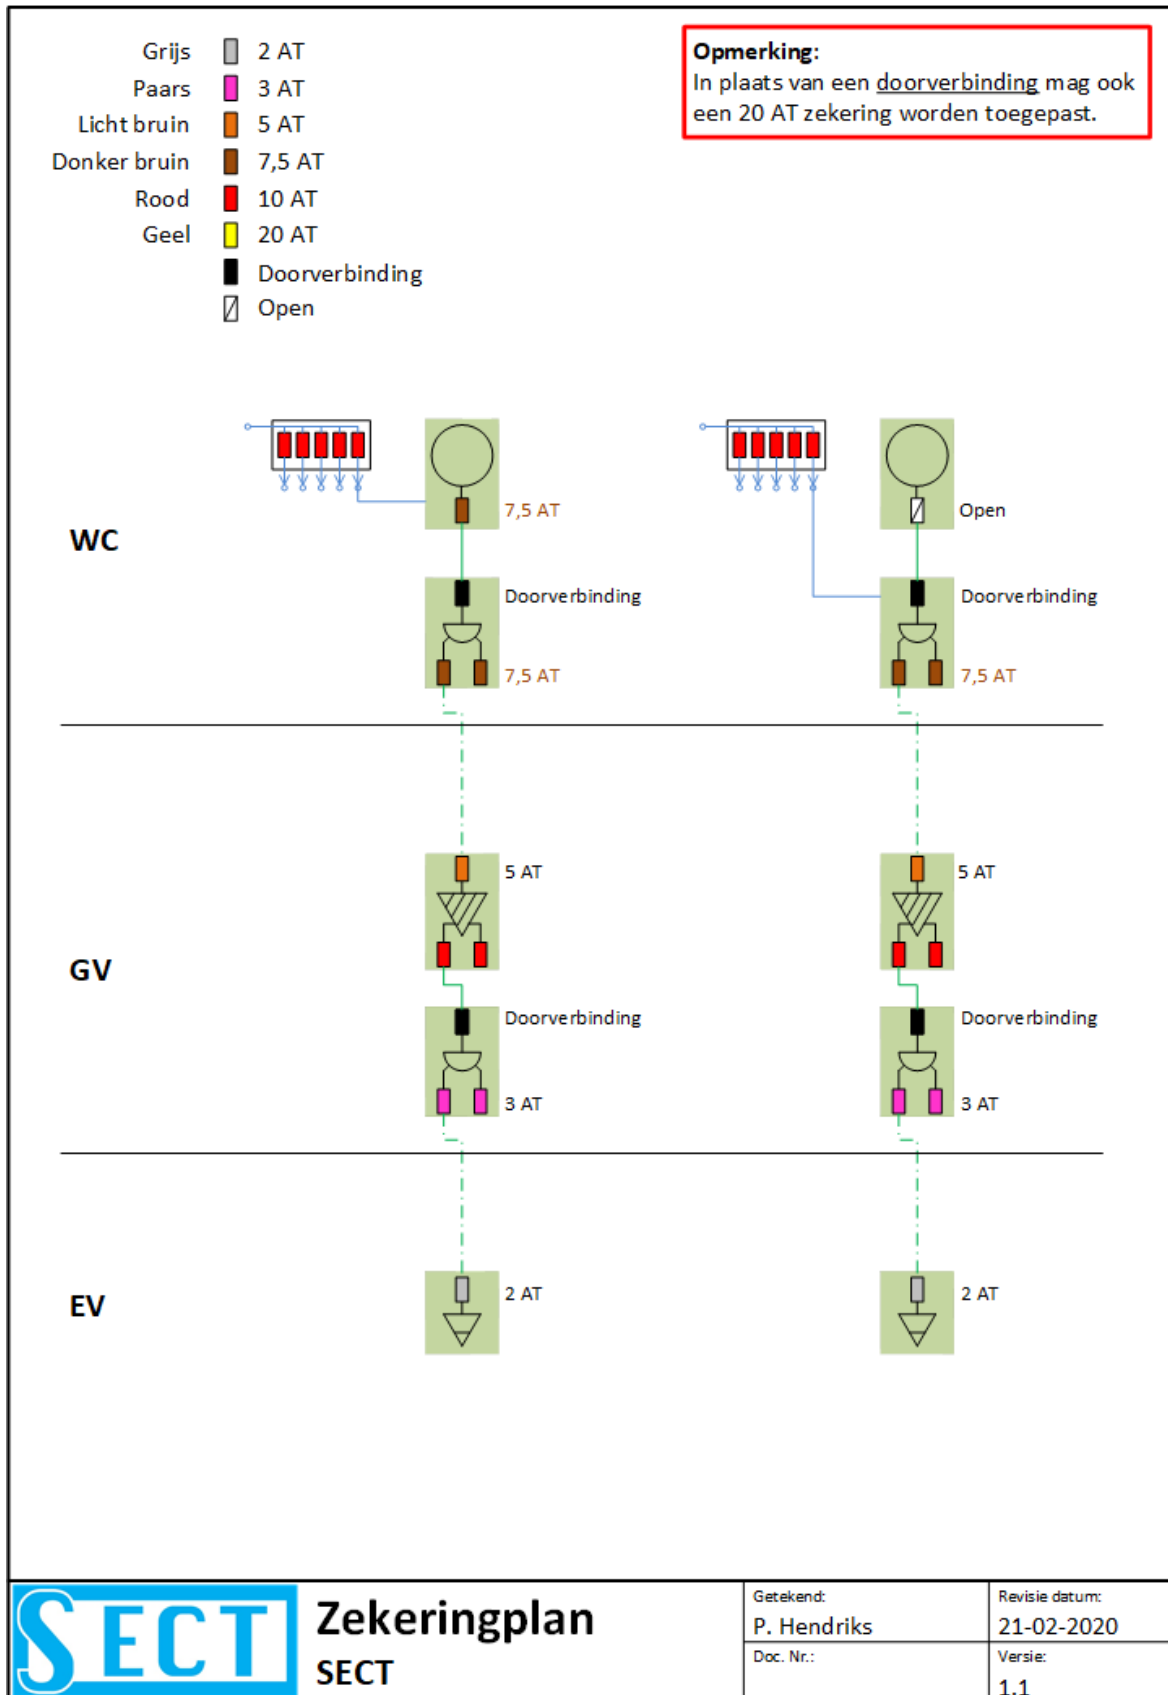 Grijs 2 AT
Paars 3 AT
Licht bruin 5 AT
Donker bruin 7,5 AT
Rood 10 AT
Geel 20 AT
Doorverbinding
Open
Opmerking:
In plaats van een doorverbinding mag ook
een 20 AT zekering worden toegepast.
WC
7,5 AT
Open
Doorverbinding
Doorverbinding
7,5 AT
7,5 AT
GV
5 AT
5 AT
Doorverbinding
Doorverbinding
3 AT
3 AT
EV
2 AT
2 AT
SECT
Zekeringplan
SECT
Getekend:
P. Hendriks
Revisie datum:
21-02-2020
Doc. Nr.:
Versie:
1.1